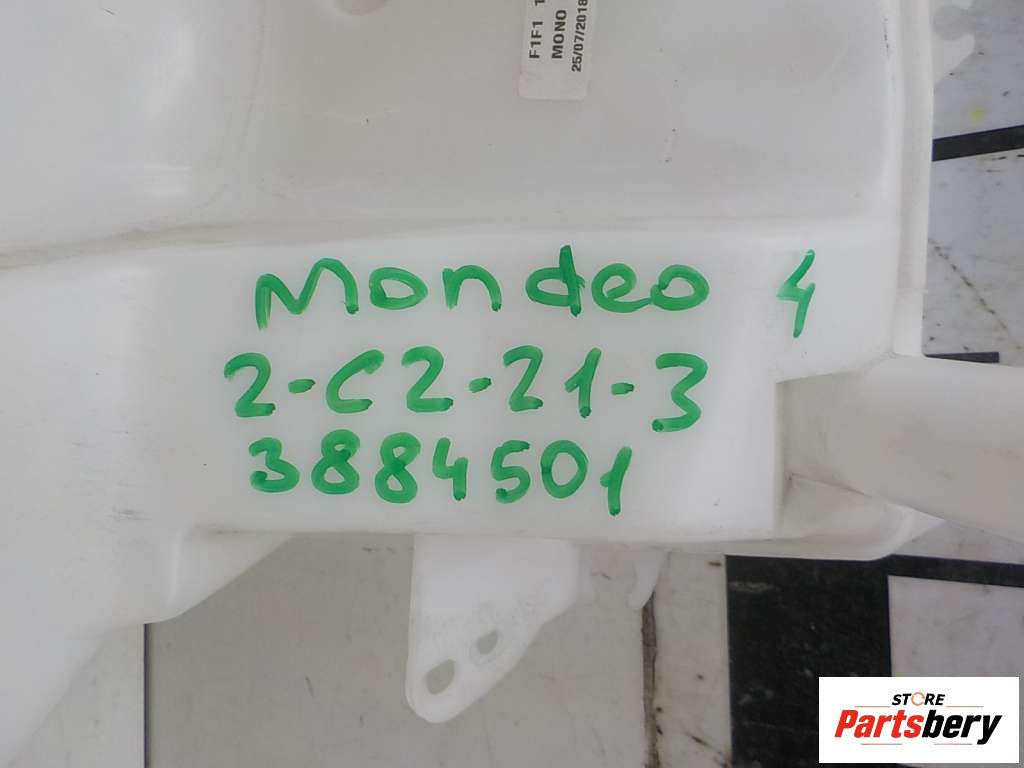 F1F1
MONO
25/07/2018
Mondeo 4
2-C2-21-3
3884501
STORE
Partsbery